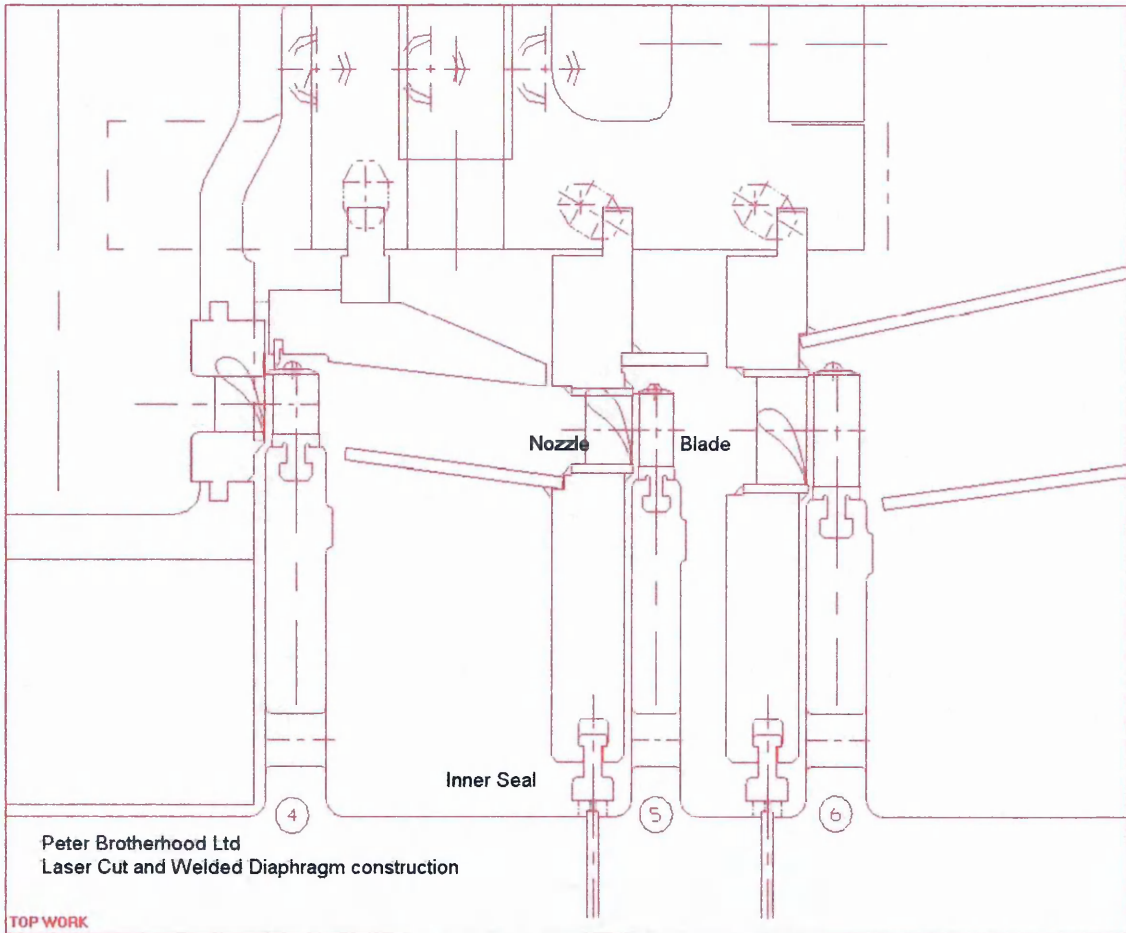 Nozzle
Blade
Inner Seal
4
5
6
Peter Brotherhood Ltd
Laser Cut and Welded Diaphragm construction
TOP WORK